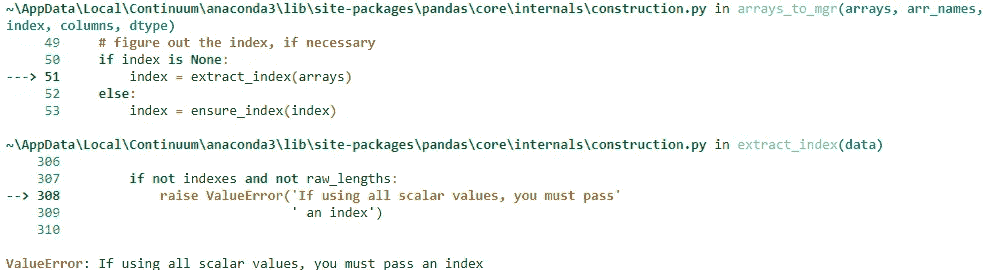 ~\AppData\Local\Continuum\anaconda3\lib\site-packages\pandas\core\internals\construction.py in arrays_to_mgr(arrays, arr_names,
index, columns, dtype)
     49     # figure out the index, if necessary
     50     if index is None:
---> 51         index = extract_index(arrays)
     52     else:
     53         index = ensure_index(index)

~\AppData\Local\Continuum\anaconda3\lib\site-packages\pandas\core\internals\construction.py in extract_index(data)
    306
    307         if not indexes and not raw_lengths:
--> 308             raise ValueError('If using all scalar values, you must pass'
    309                              ' an index')
    310

ValueError: If using all scalar values, you must pass an index